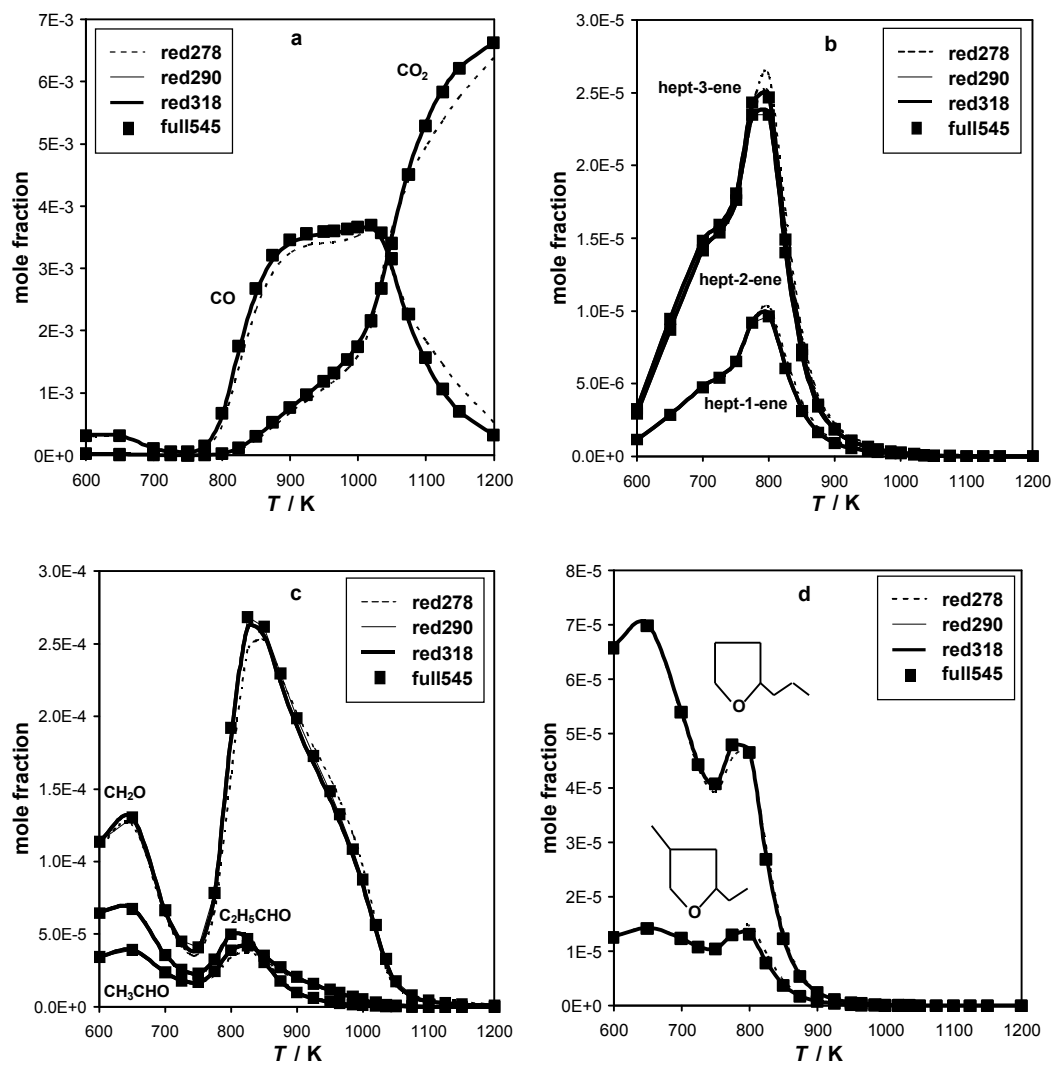 a
red278
red290
red318
full545
CO₂
CO
mole fraction
7E-3
6E-3
5E-3
4E-3
3E-3
2E-3
1E-3
0E+0
600 700 800 900 1000 1100 1200
T / K
b
red278
red290
red318
full545
hept-3-ene
hept-2-ene
hept-1-ene
mole fraction
3.0E-5
2.5E-5
2.0E-5
1.5E-5
1.0E-5
5.0E-6
0.0E+0
600 700 800 900 1000 1100 1200
T / K
c
red278
red290
red318
full545
CH₂O
C₂H₅CHO
CH₃CHO
mole fraction
3.0E-4
2.5E-4
2.0E-4
1.5E-4
1.0E-4
5.0E-5
0.0E+0
600 700 800 900 1000 1100 1200
T / K
d
red278
red290
red318
full545
O
O
mole fraction
8E-5
7E-5
6E-5
5E-5
4E-5
3E-5
2E-5
1E-5
0E+0
600 700 800 900 1000 1100 1200
T / K